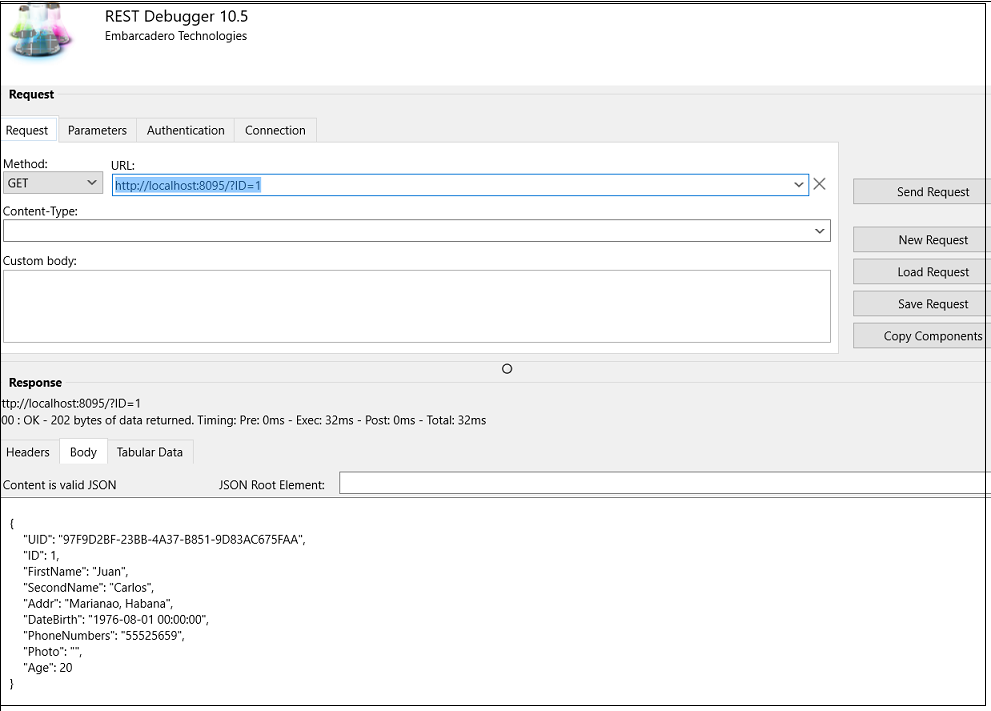 REST Debugger 10.5
Embarcadero Technologies
Request
Request Parameters Authentication Connection
Method: URL:
GET http://localhost:8095/?ID=1
Send Request
Content-Type:
New Request
Custom body:
Load Request
Save Request
Copy Components
Response
ttp://localhost:8095/?ID=1
00 : OK - 202 bytes of data returned. Timing: Pre: 0ms - Exec: 32ms - Post: 0ms - Total: 32ms
Headers Body Tabular Data
Content is valid JSON JSON Root Element:
{
"UID": "97F9D2BF-23BB-4A37-B851-9D83AC675FAA",
"ID": 1,
"FirstName": "Juan",
"SecondName": "Carlos",
"Addr": "Marianao, Habana",
"DateBirth": "1976-08-01 00:00:00",
"PhoneNumbers": "55525659",
"Photo": "",
"Age": 20
}